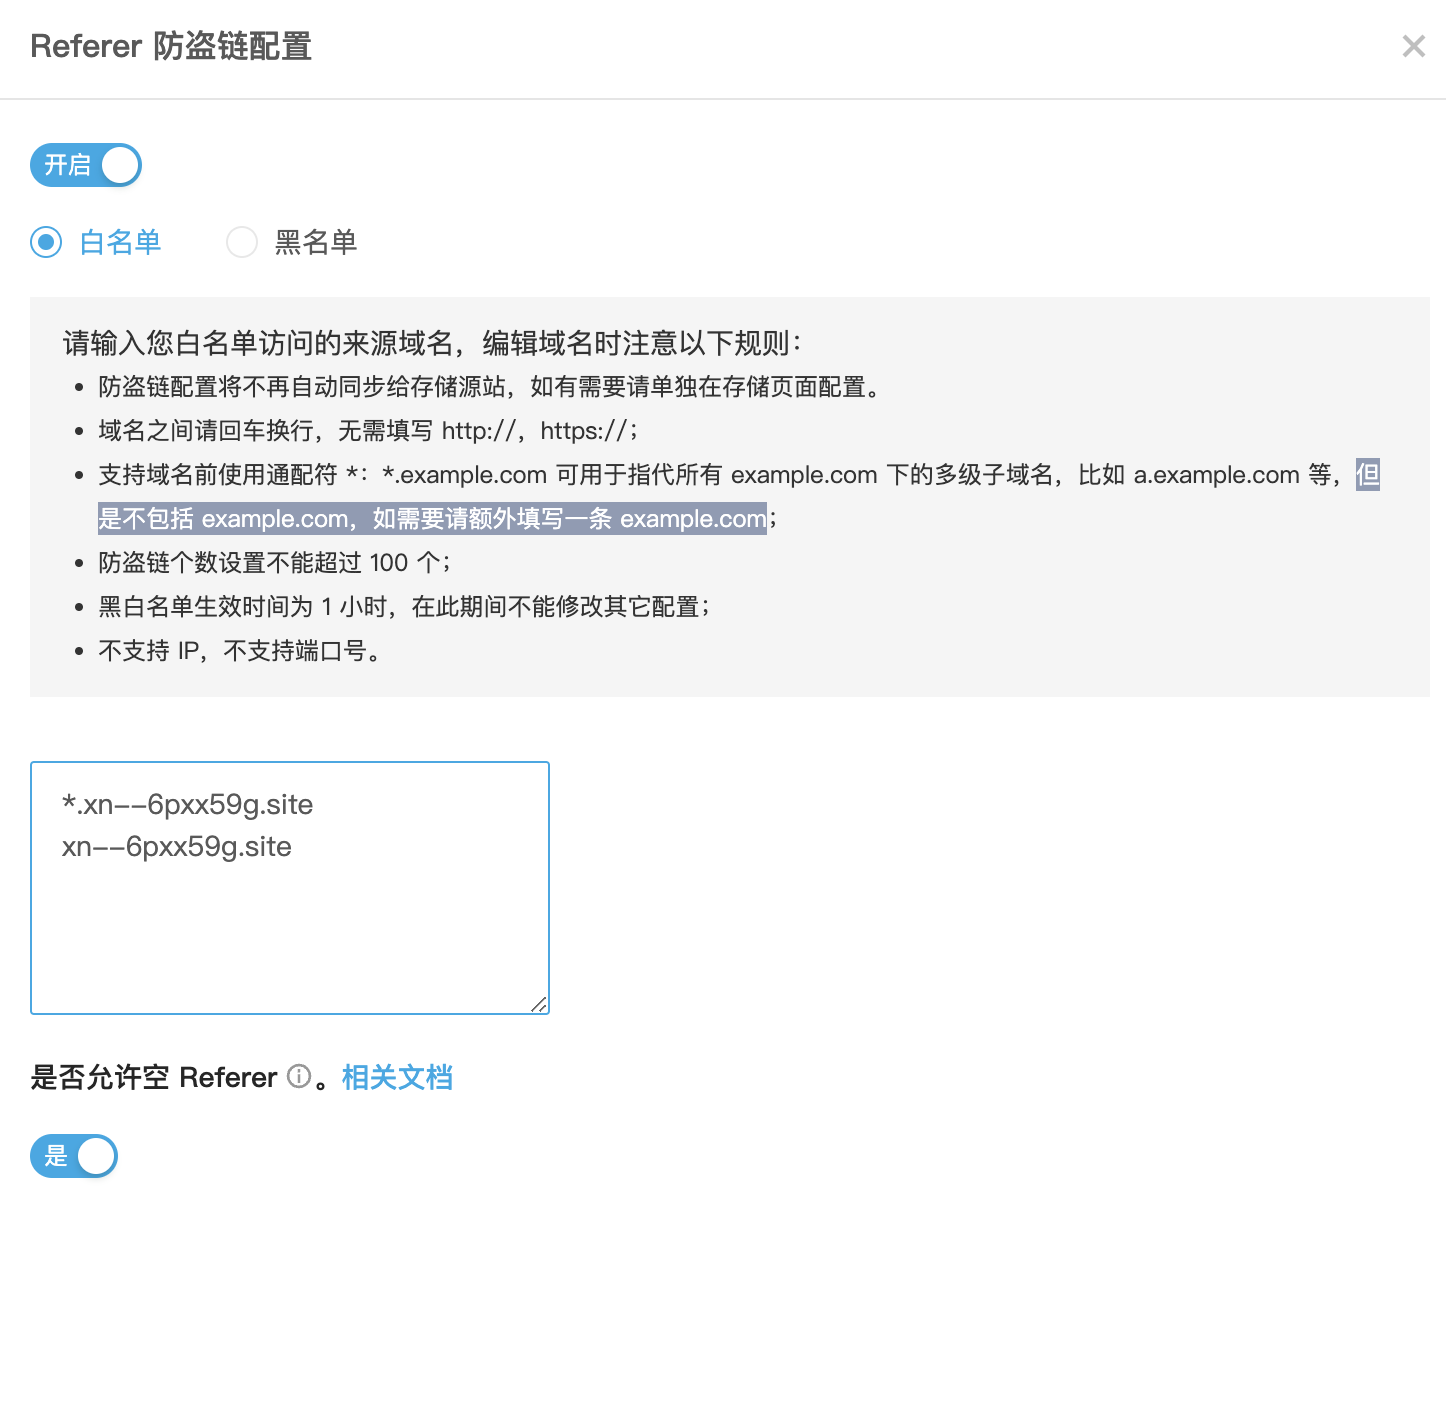 Referer 防盗链配置
开启
白名单 黑名单
请输入您白名单访问的来源域名，编辑域名时注意以下规则：
• 防盗链配置将不再自动同步给存储源站，如有需要请单独在存储页面配置。
• 域名之间请回车换行，无需填写 http://，https://；
• 支持域名前使用通配符 *：*.example.com 可用于指代所有 example.com 下的多级子域名，比如 a.example.com 等，但
是不包括 example.com，如需要请额外填写一条 example.com；
• 防盗链个数设置不能超过 100 个；
• 黑白名单生效时间为 1 小时，在此期间不能修改其它配置；
• 不支持 IP，不支持端口号。
*.xn--6pxx59g.site
xn--6pxx59g.site
是否允许空 Referer 。相关文档
是